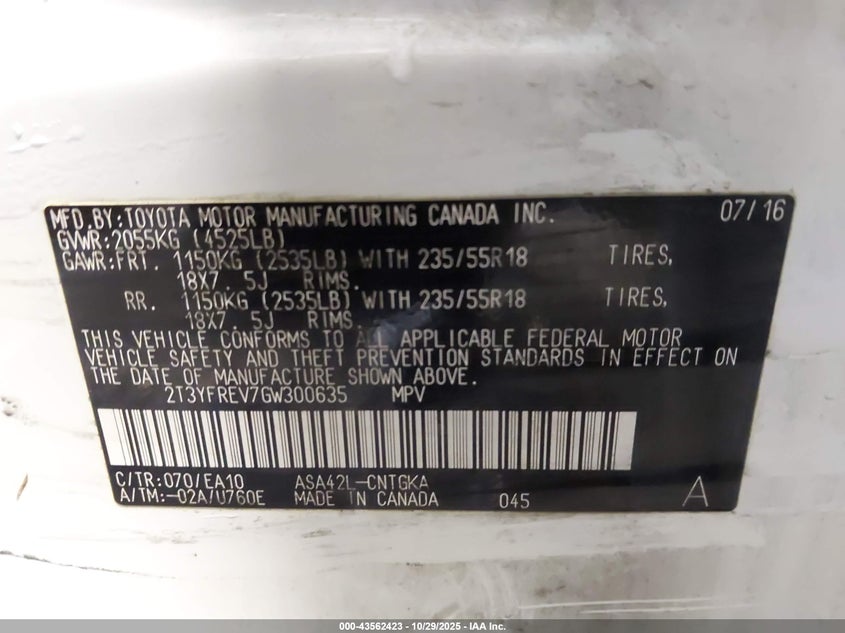 MFD.BY:TOYOTA MOTOR MANUFACTURING CANADA INC. 07/16
GVWR:2055KG (4525LB)
GAWR:FRT. 1150KG (2535LB) WITH 235/55R18 TIRES,
18X7. 5J RIMS.
RR. 1150KG (2535LB) WITH 235/55R18 TIRES,
18X7. 5J RIMS.
THIS VEHICLE CONFORMS TO ALL APPLICABLE FEDERAL MOTOR
VEHICLE SAFETY AND THEFT PREVENTION STANDARDS IN EFFECT ON
THE DATE OF MANUFACTURE SHOWN ABOVE.
2T3YFREV7GW300635 MPV
C/TR:070/EA10 ASA42L-CNTGKA
A/TM:-02A/U760E MADE IN CANADA 045 A
000-43562423 - 10/29/2025 - IAA Inc.